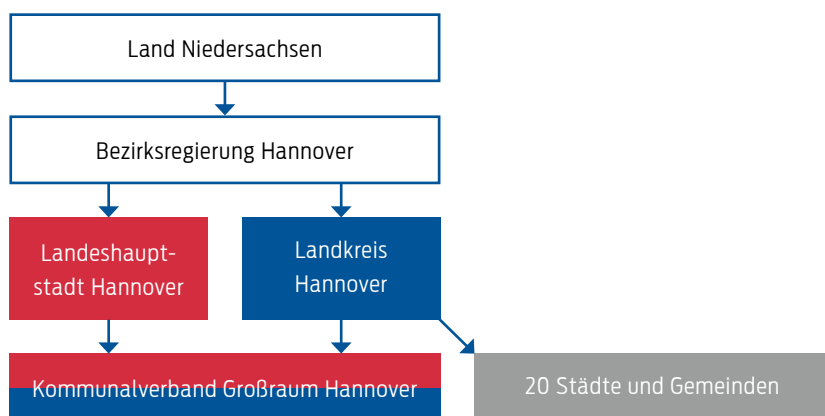 Land Niedersachsen
Bezirksregierung Hannover
Landeshaupt-
stadt Hannover
Landkreis
Hannover
Kommunalverband Großraum Hannover
20 Städte und Gemeinden